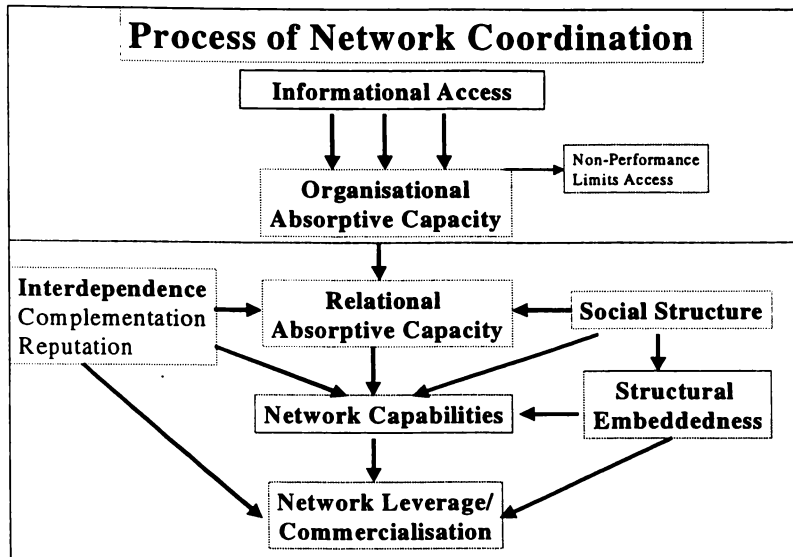 Process of Network Coordination
Informational Access
Non-Performance
Limits Access
Organisational
Absorptive Capacity
Interdependence
Complementation
Reputation
Relational
Absorptive Capacity
Social Structure
Network Capabilities
Structural
Embeddedness
Network Leverage/
Commercialisation